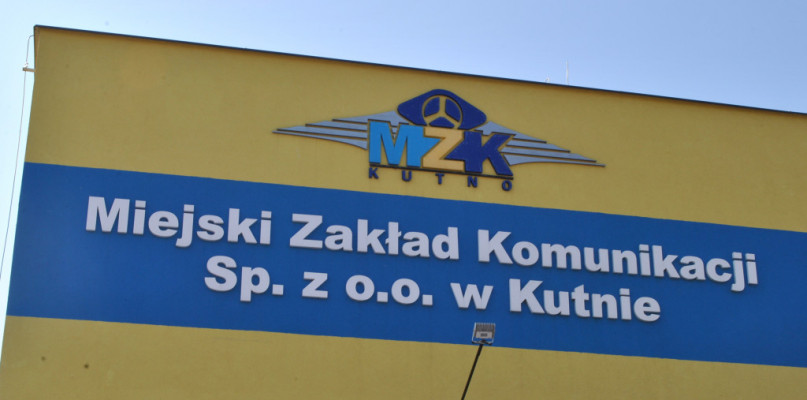 MZK
KUTNO
Miejski Zakład Komunikacji
Sp. z o.o. w Kutnie